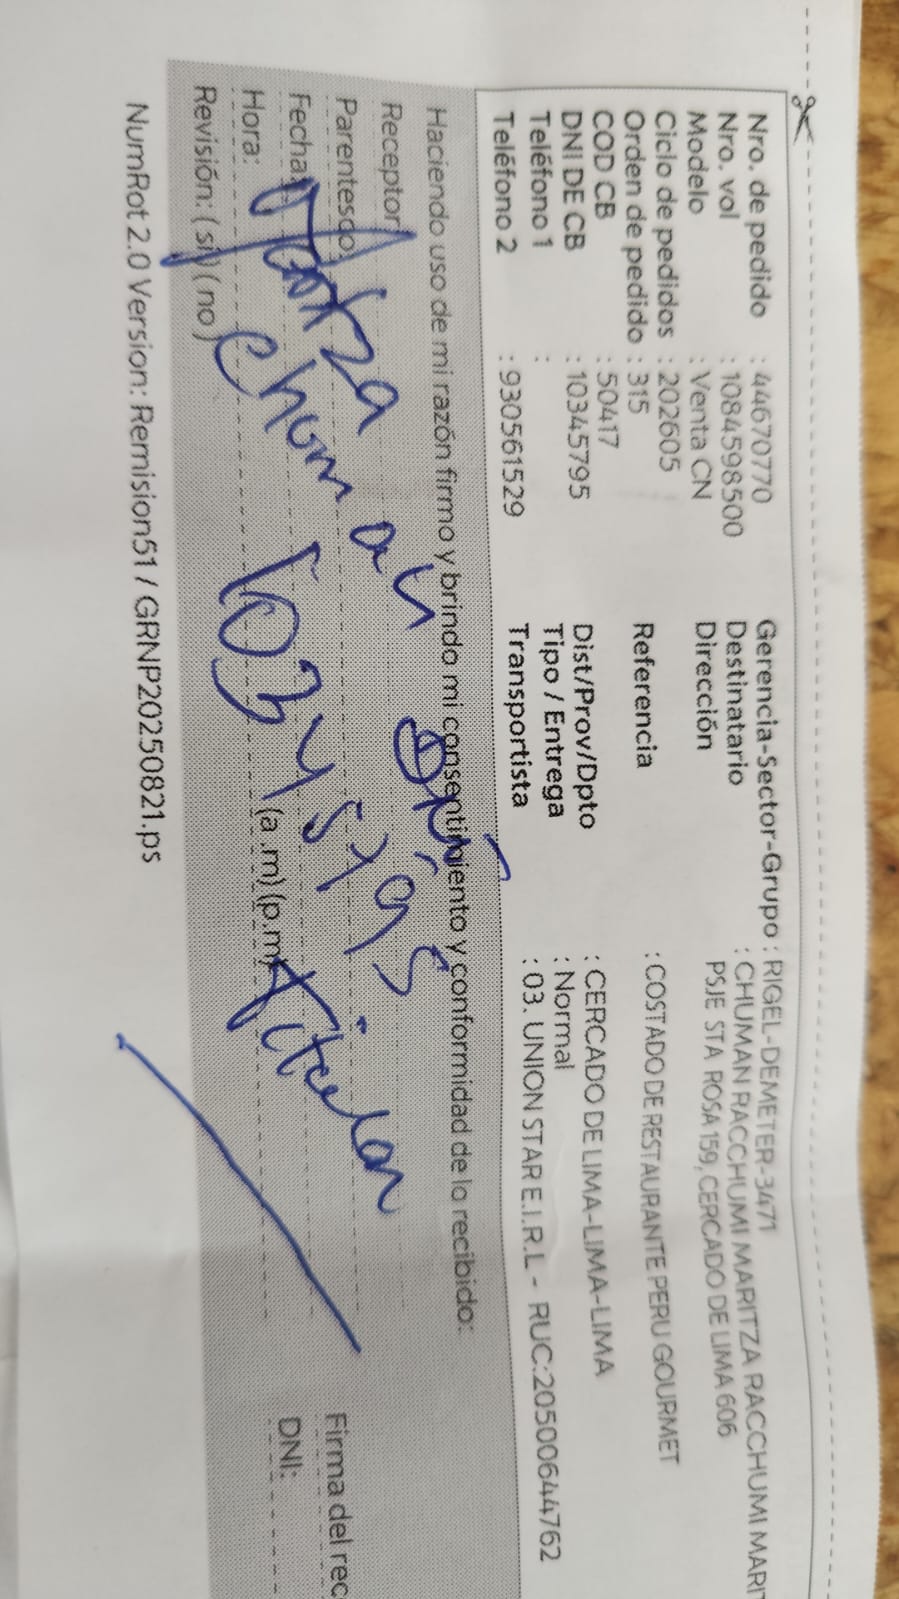 Nro. de pedido : 44670770
Nro. vol : 1084598500
Modelo : Venta CN
Ciclo de pedidos : 202605
Orden de pedido : 315
COD CB : 50417
DNI DE CB : 10345795
Teléfono 1 :
Teléfono 2 : 930561529
Gerencia-Sector-Grupo : RIGEL-DEMETER-3471
Destinatario : CHUMAN RACCHUMI MARITZA RACCHUMI MARIT
Dirección PSJE STA ROSA 159, CERCADO DE LIMA 606
Referencia : COSTADO DE RESTAURANTE PERU GOURMET
Dist/Prov/Dpto : CERCADO DE LIMA-LIMA-LIMA
Tipo / Entrega : Normal
Transportista : 03. UNION STAR E.I.R.L - RUC:20500644762
Haciendo uso de mi razón firmo y brindo mi consentimiento y conformidad de lo recibido:
Receptor:
Parentesco:
Fecha:
Hora: (a.m)(p.m)
Revisión: (si) (no)
Chuman
10345795
titular
Firma del rec
DNI:
NumRot 2.0 Version: Remision51 / GRNP20250821.ps